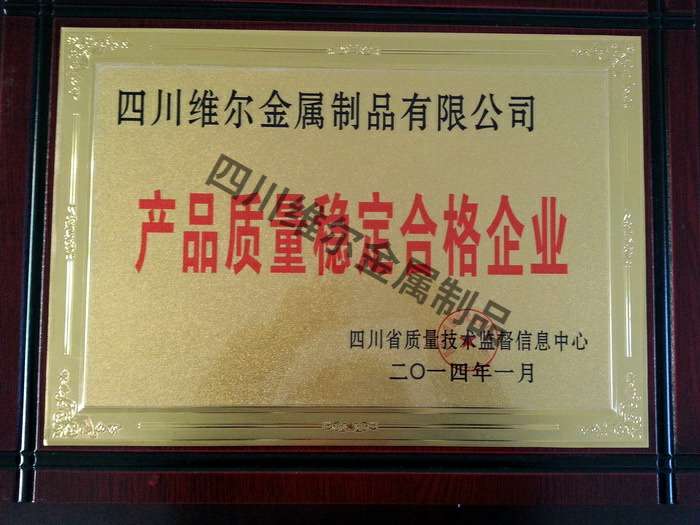 四川维尔金属制品有限公司
产品质量稳定合格企业
四川维尔金属制品
四川省质量技术监督信息中心
二〇一四年一月